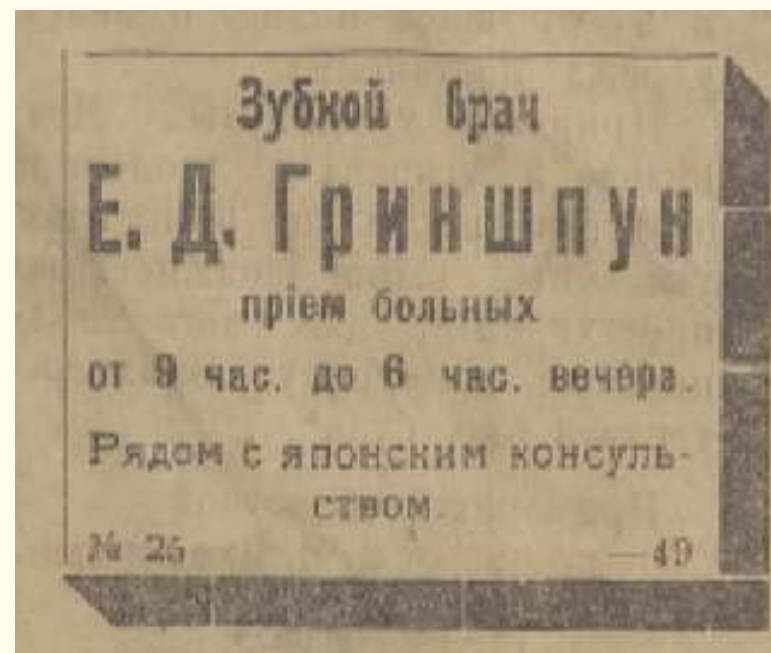 Зубной врач
Е. Д. Гриншпун
пріем больных
от 9 час. до 6 час. вечера.
Рядом с японским консуль-
ством.
№ 25 —49